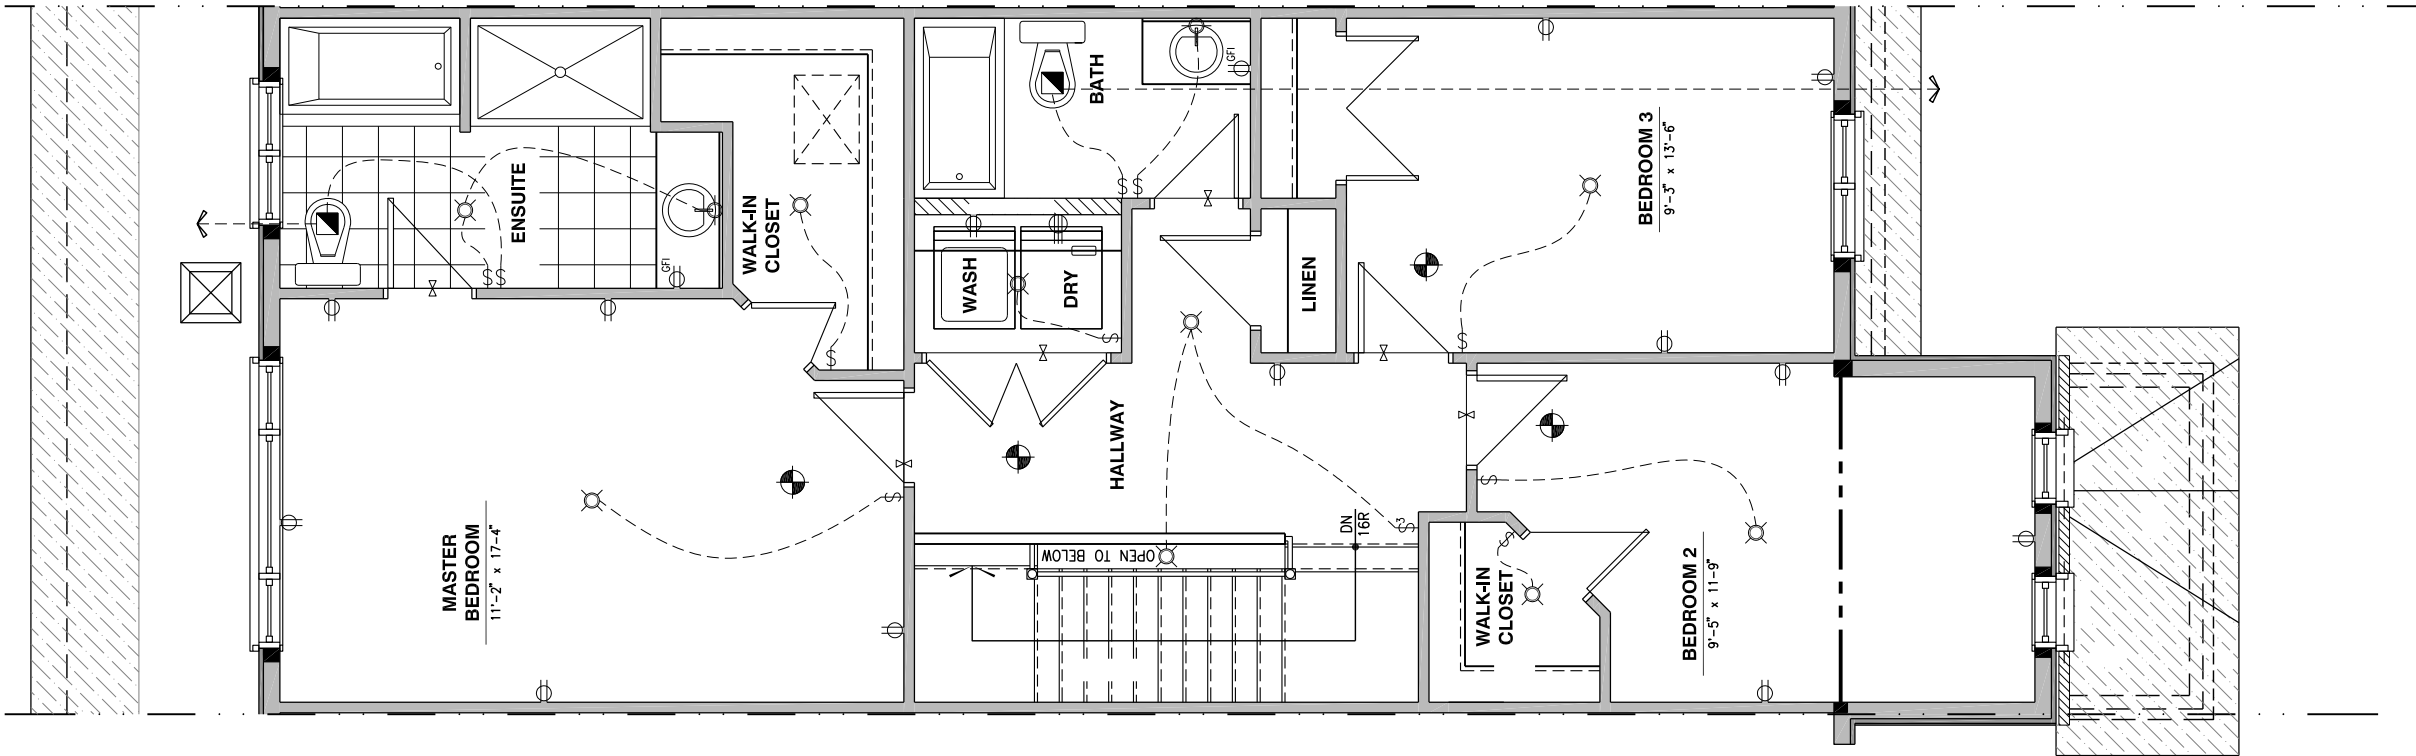 ENSUITE
GFI
$$
WALK-IN
CLOSET
$
BATH
GFI
$$
WASH
DRY
$
LINEN
BEDROOM 3
9'-3" x 13'-6"
$
MASTER
BEDROOM
11'-2" x 17'-4"
$
HALLWAY
OPEN TO BELOW
DN
16R
$3
WALK-IN
CLOSET
$
BEDROOM 2
9'-5" x 11'-9"
$